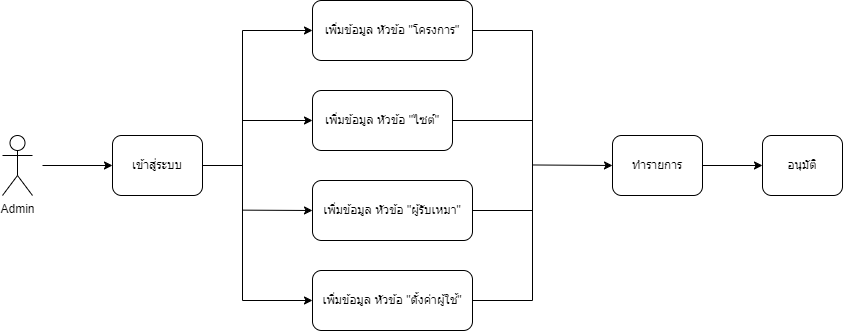 เพิ่มข้อมูล หัวข้อ "โครงการ"
เพิ่มข้อมูล หัวข้อ "ไซต์"
Admin
เข้าสู่ระบบ
ทำรายการ
อนุมัติ
เพิ่มข้อมูล หัวข้อ "ผู้รับเหมา"
เพิ่มข้อมูล หัวข้อ "ตั้งค่าผู้ใช้"